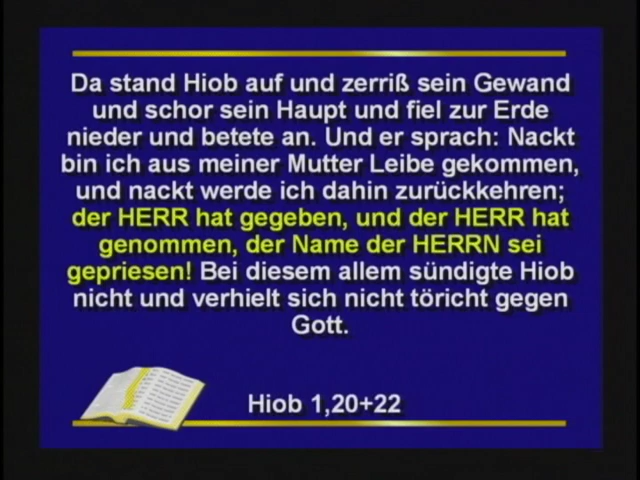 Da stand Hiob auf und zerriß sein Gewand
und schor sein Haupt und fiel zur Erde
nieder und betete an. Und er sprach: Nackt
bin ich aus meiner Mutter Leibe gekommen,
und nackt werde ich dahin zurückkehren;
der HERR hat gegeben, und der HERR hat
genommen, der Name der HERRN sei
gepriesen! Bei diesem allem sündigte Hiob
nicht und verhielt sich nicht töricht gegen
Gott.
Hiob 1,20+22